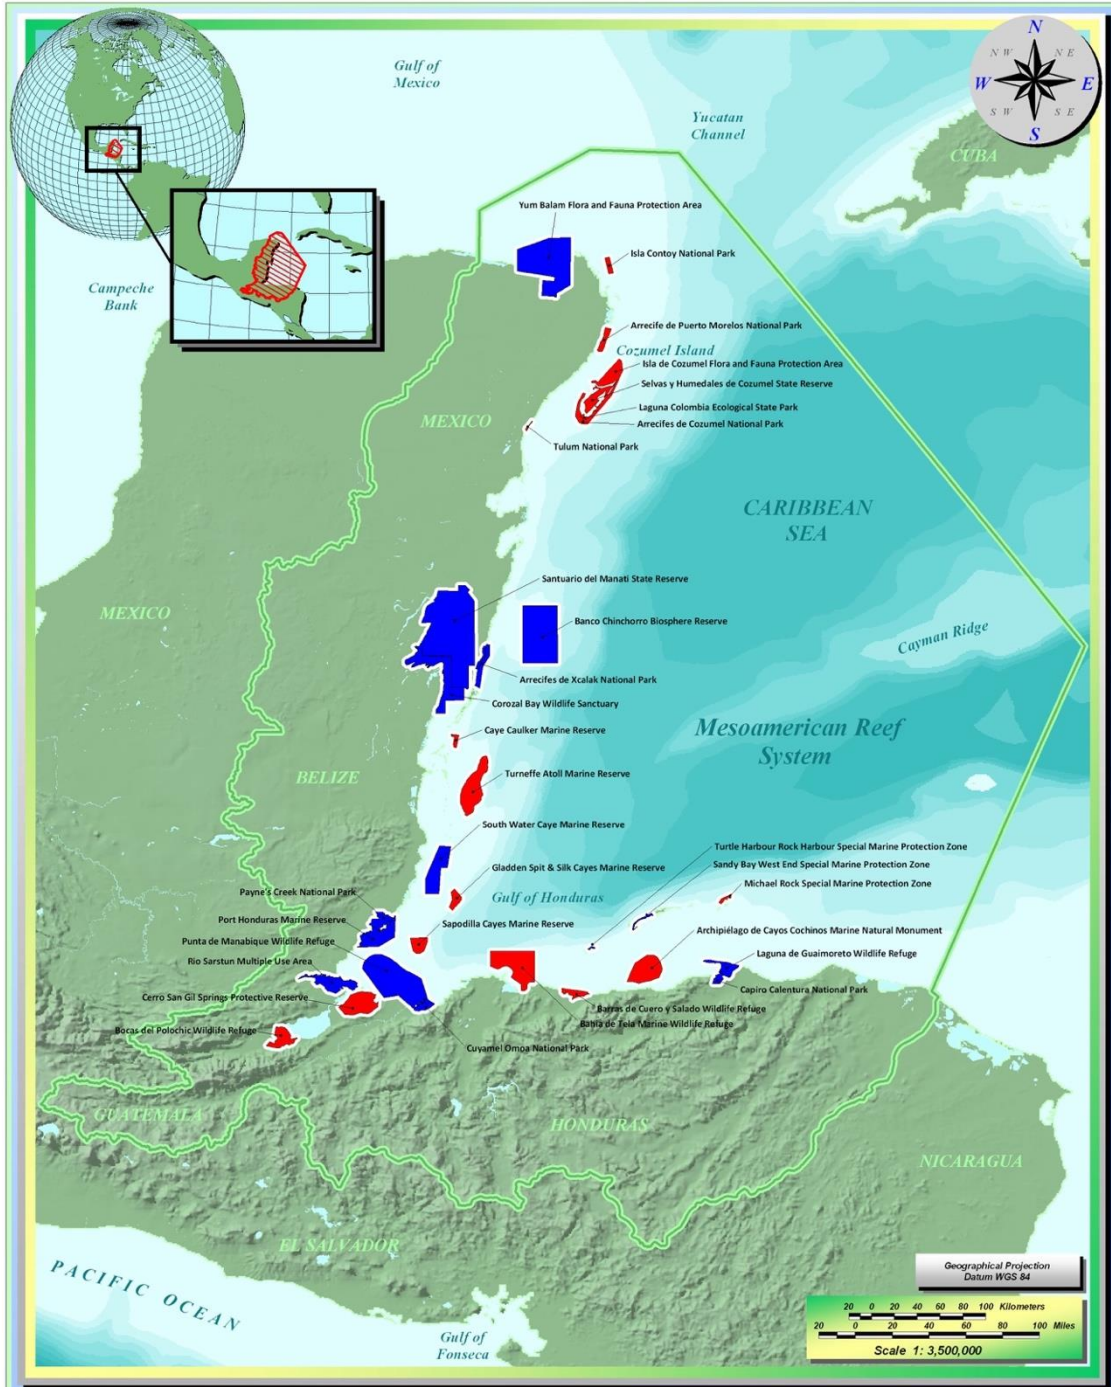 N
NW
NE
W
E
SW
SE
S
Gulf of
Mexico
Yucatan
Channel
CUBA
Yum Balam Flora and Fauna Protection Area
Isla Contoy National Park
Campeche
Bank
Arrecife de Puerto Morelos National Park
Cozumel Island
Isla de Cozumel Flora and Fauna Protection Area
Selvas y Humedales de Cozumel State Reserve
Laguna Colombia Ecological State Park
Arrecifes de Cozumel National Park
MEXICO
Tulum National Park
CARIBBEAN
SEA
Santuario del Manati State Reserve
MEXICO
Banco Chinchorro Biosphere Reserve
Cayman Ridge
Arrecifes de Xcalak National Park
Corozal Bay Wildlife Sanctuary
Caye Caulker Marine Reserve
Mesoamerican Reef
System
BELIZE
Turneffe Atoll Marine Reserve
South Water Caye Marine Reserve
Turtle Harbour Rock Harbour Special Marine Protection Zone
Sandy Bay West End Special Marine Protection Zone
Gladden Spit & Silk Cayes Marine Reserve
Michael Rock Special Marine Protection Zone
Payne's Creek National Park
Gulf of Honduras
Port Honduras Marine Reserve
Sapodilla Cayes Marine Reserve
Archipiélago de Cayos Cochinos Marine Natural Monument
Punta de Manabique Wildlife Refuge
Laguna de Guaimoreto Wildlife Refuge
Rio Sarstun Multiple Use Area
Capiro Calentura National Park
Cerro San Gil Springs Protective Reserve
Barras de Cuero y Salado Wildlife Refuge
Bahia de Tela Marine Wildlife Refuge
Bocas del Polochic Wildlife Refuge
Cuyamel Omoa National Park
GUATEMALA
HONDURAS
NICARAGUA
EL SALVADOR
PACIFIC OCEAN
Gulf of
Fonseca
Geographical Projection
Datum WGS 84
20 0 20 40 60 80 100 Kilometers
20 0 20 40 60 80 100 Miles
Scale 1: 3,500,000